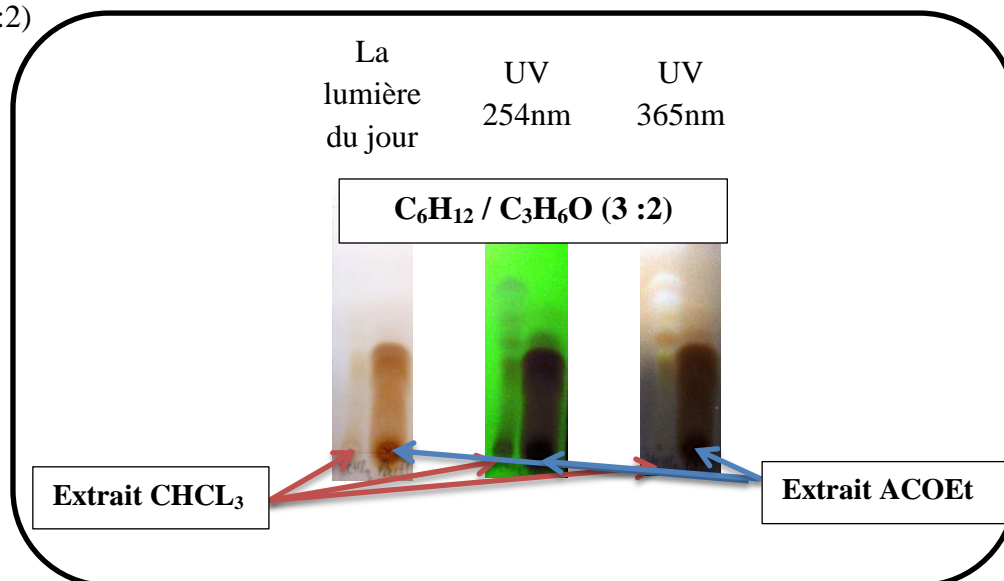 :2)
La
lumière
du jour
UV
254nm
UV
365nm
C₆H₁₂ / C₃H₆O (3 :2)
Extrait CHCL₃
Extrait ACOEt